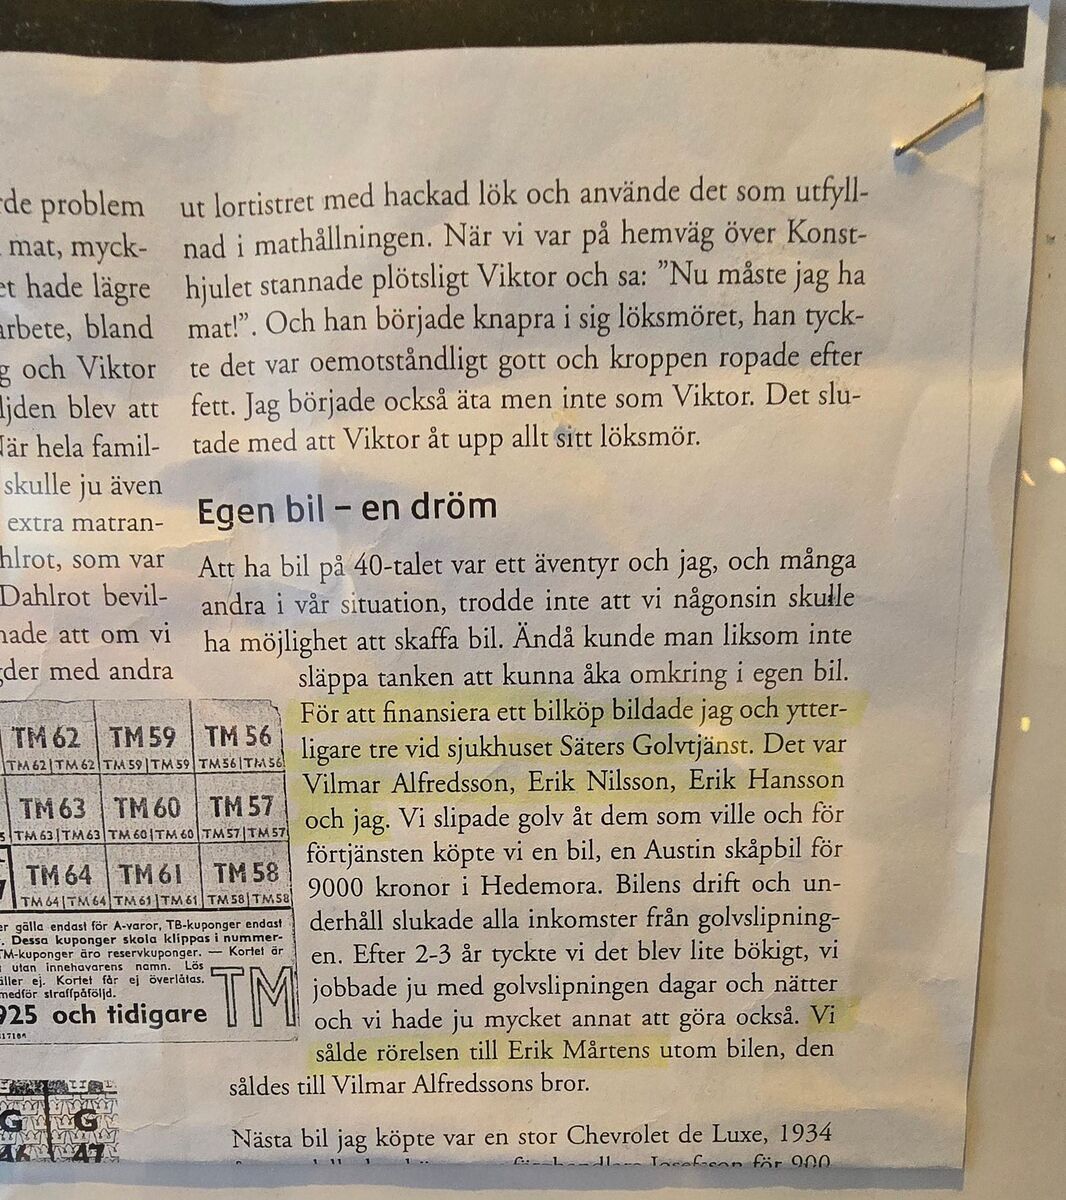 rde problem
mat, myck-
et hade lägre
arbete, bland
g och Viktor
ljden blev att
När hela famil-
skulle ju även
extra matran-
hlrot, som var
Dahlrot bevil-
nade att om vi
gder med andra
TM 62 TM 59 TM 56
TM 62 TM 62 TM 59 TM 59 TM 56 TM 56
TM 63 TM 60 TM 57
TM 63 TM 63 TM 60 TM 60 TM 57 TM 57
TM 64 TM 61 TM 58
TM 64 TM 64 TM 61 TM 61 TM 58 TM 58
er gälla endast för A-varor, TB-kuponger endast
. Dessa kuponger skola klippas i nummer-
TM-kuponger äro reservkuponger. — Kortet är
utan innehavarens namn. Lös
äller ej. Kortet får ej överlåtas.
medför straffpåföljd.
TM
925 och tidigare
G G
46 47
ut lortistret med hackad lök och använde det som utfyll-
nad i mathållningen. När vi var på hemväg över Konst-
hjulet stannade plötsligt Viktor och sa: ”Nu måste jag ha
mat!”. Och han började knapra i sig löksmöret, han tyck-
te det var oemotståndligt gott och kroppen ropade efter
fett. Jag började också äta men inte som Viktor. Det slu-
tade med att Viktor åt upp allt sitt löksmör.
Egen bil – en dröm
Att ha bil på 40-talet var ett äventyr och jag, och många
andra i vår situation, trodde inte att vi någonsin skulle
ha möjlighet att skaffa bil. Ändå kunde man liksom inte
släppa tanken att kunna åka omkring i egen bil.
För att finansiera ett bilköp bildade jag och ytter-
ligare tre vid sjukhuset Säters Golvtjänst. Det var
Vilmar Alfredsson, Erik Nilsson, Erik Hansson
och jag. Vi slipade golv åt dem som ville och för
förtjänsten köpte vi en bil, en Austin skåpbil för
9000 kronor i Hedemora. Bilens drift och un-
derhåll slukade alla inkomster från golvslipning-
en. Efter 2-3 år tyckte vi det blev lite bökigt, vi
jobbade ju med golvslipningen dagar och nätter
och vi hade ju mycket annat att göra också. Vi
sålde rörelsen till Erik Mårtens utom bilen, den
såldes till Vilmar Alfredssons bror.
Nästa bil jag köpte var en stor Chevrolet de Luxe, 1934
Josefsson för 900